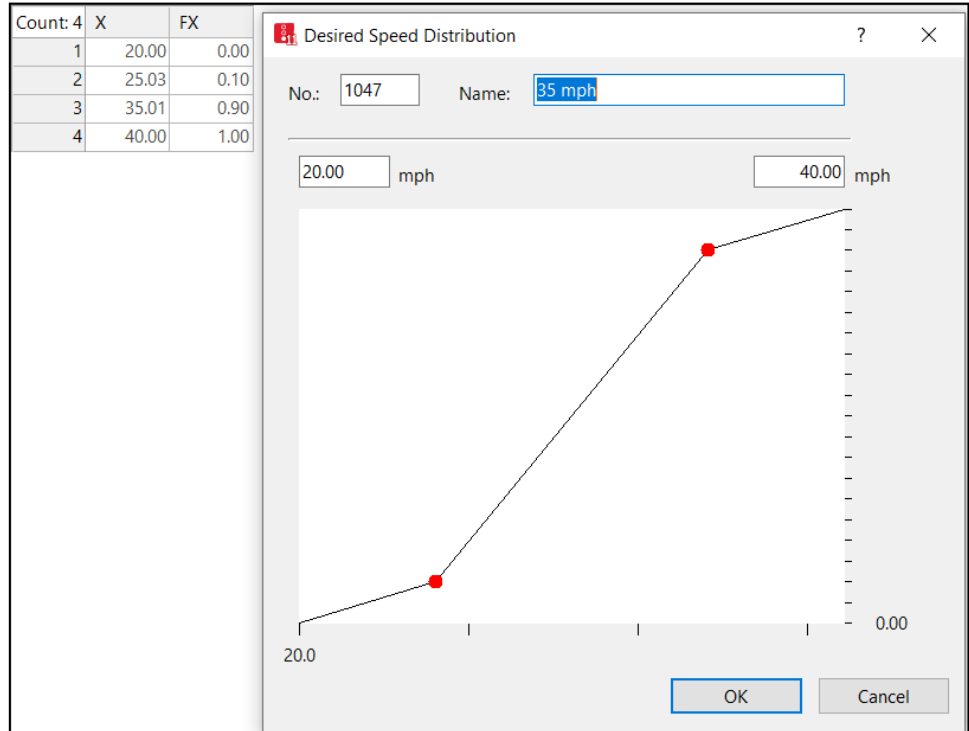 Count: 4 X FX
1 20.00 0.00
2 25.03 0.10
3 35.01 0.90
4 40.00 1.00
Desired Speed Distribution ? ×
No.: 1047 Name: 35 mph
20.00 mph 40.00 mph
0.00
20.0
OK Cancel